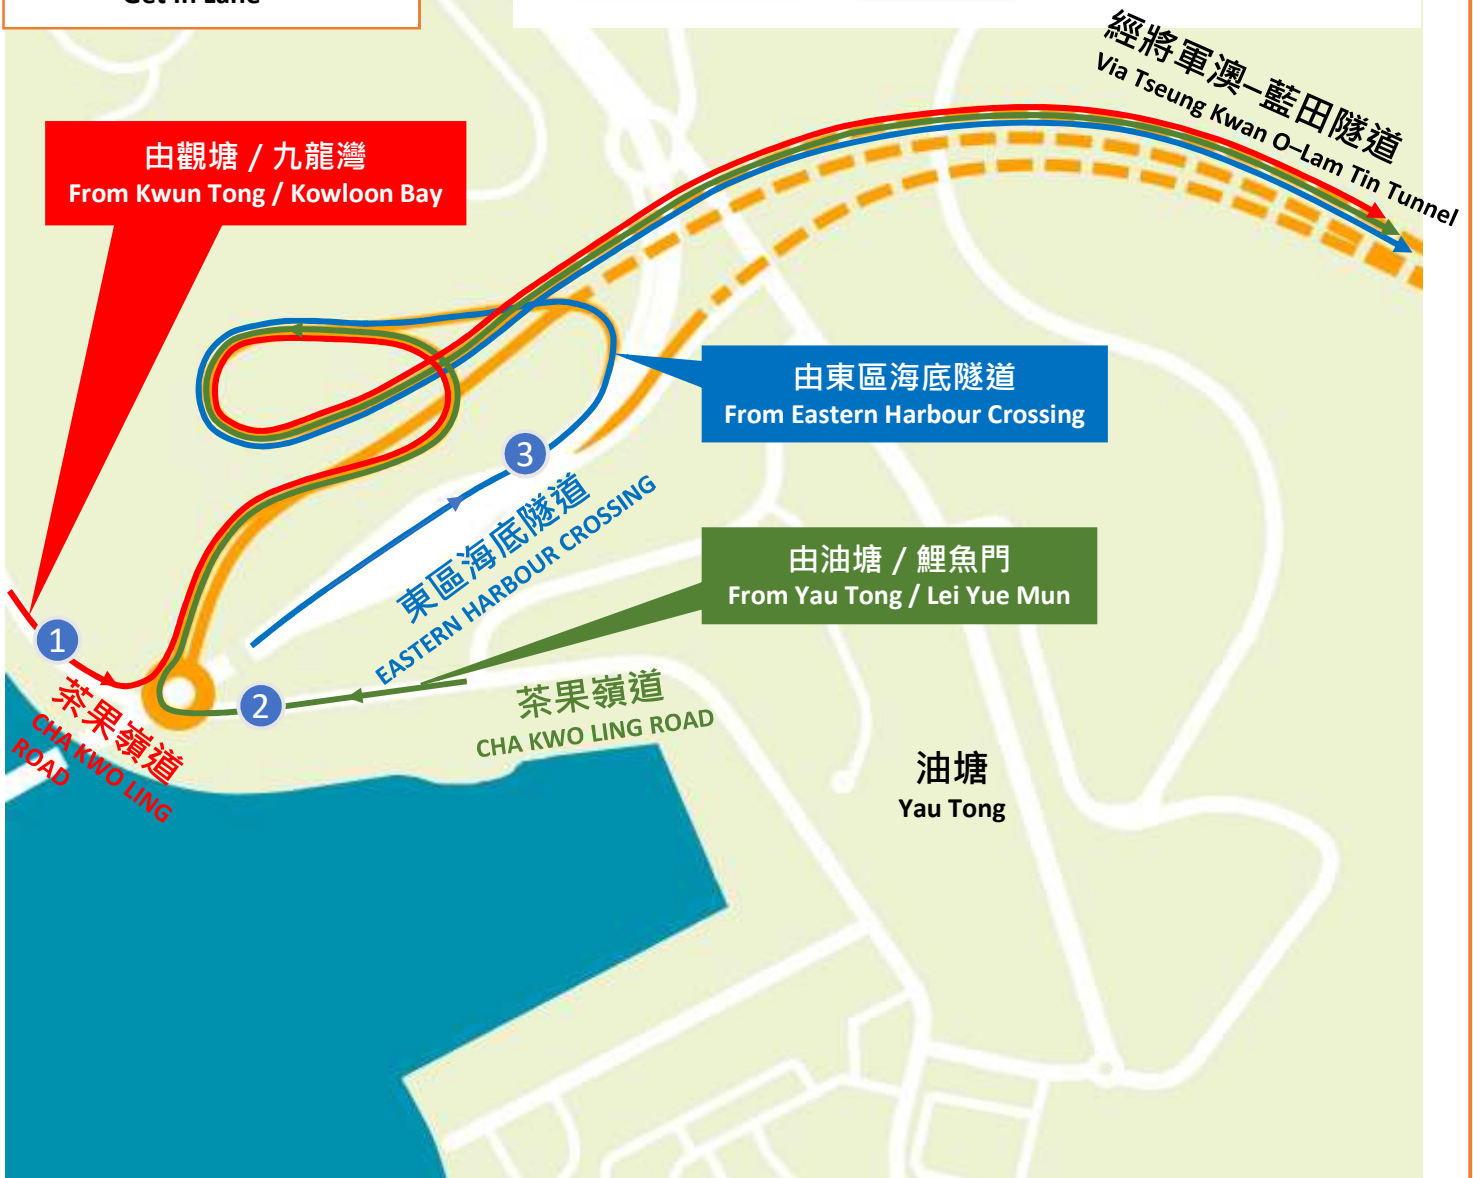 Get in Lane
經將軍澳–藍田隧道
Via Tseung Kwan O–Lam Tin Tunnel
由觀塘 / 九龍灣
From Kwun Tong / Kowloon Bay
由東區海底隧道
From Eastern Harbour Crossing
3
東區海底隧道
EASTERN HARBOUR CROSSING
由油塘 / 鯉魚門
From Yau Tong / Lei Yue Mun
1
2
茶果嶺道
CHA KWO LING
ROAD
茶果嶺道
CHA KWO LING ROAD
油塘
Yau Tong